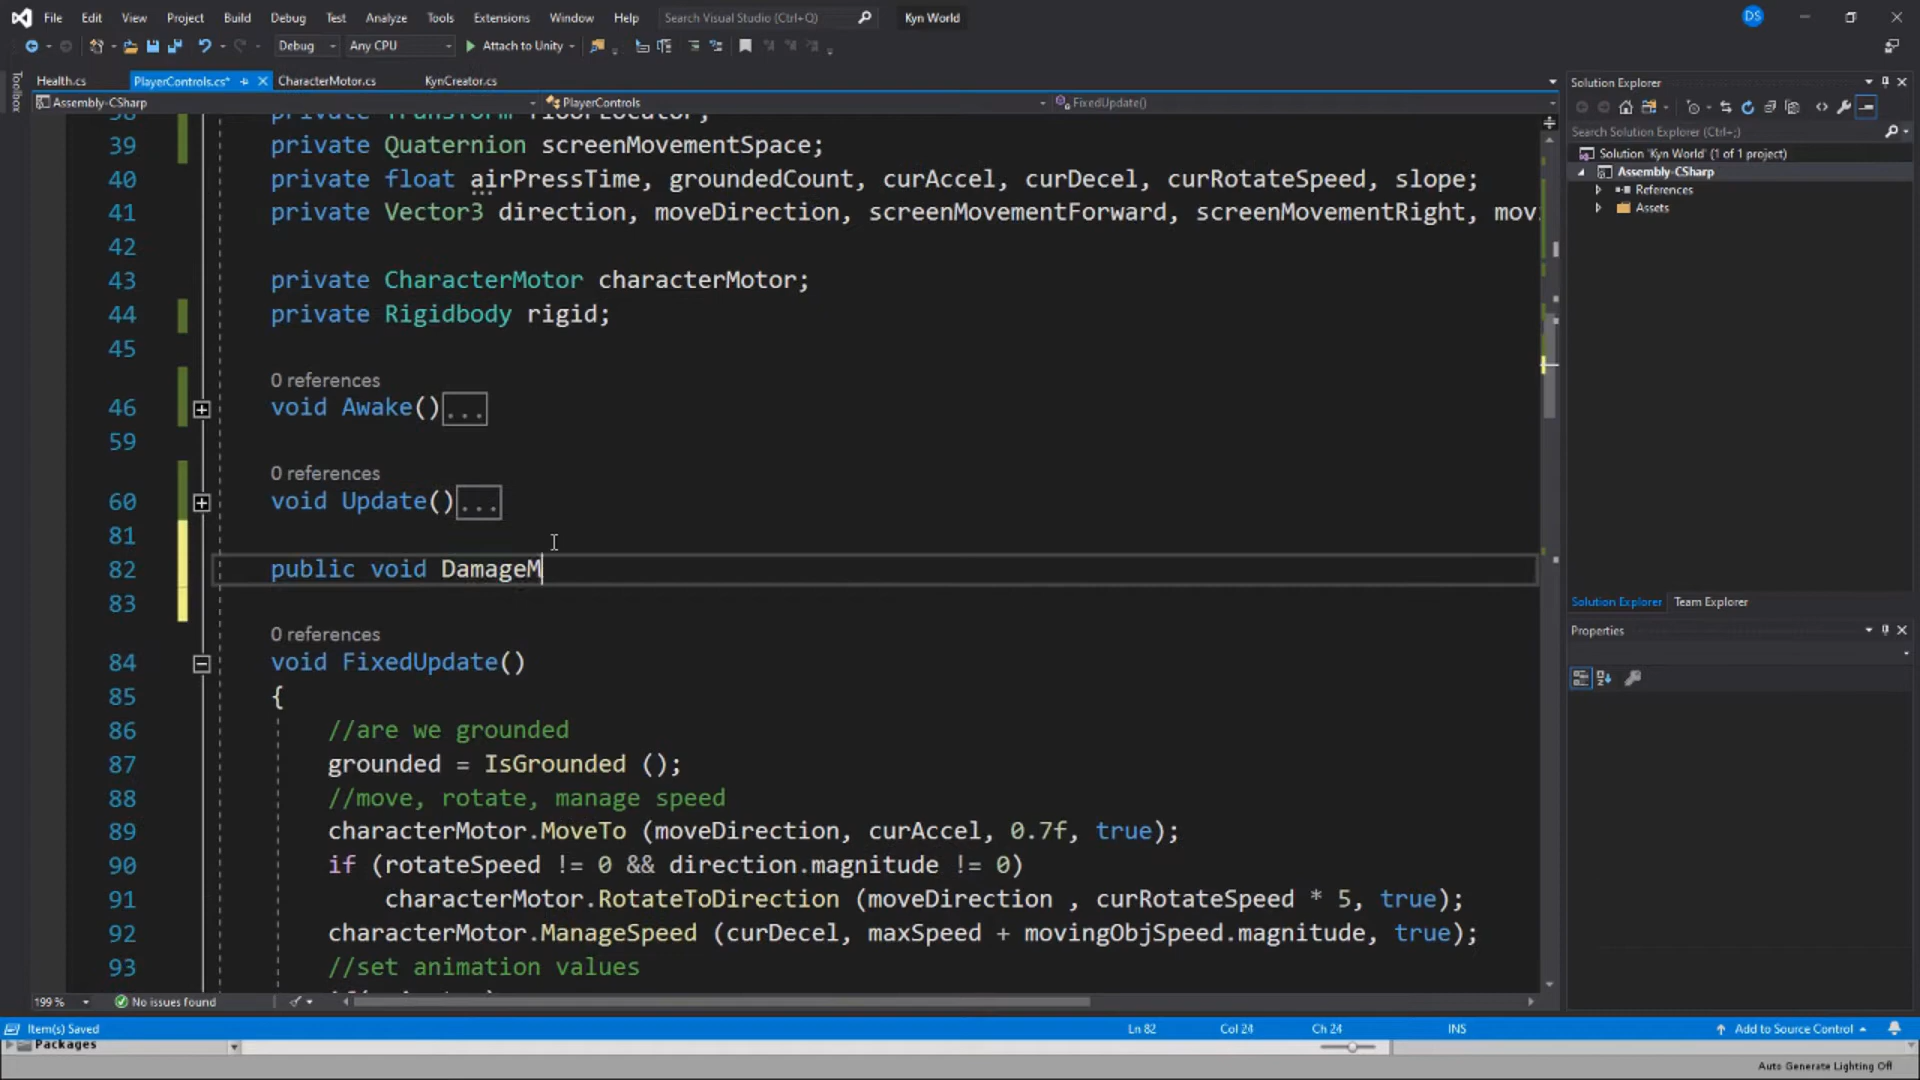 File Edit View Project Build Debug Test Analyze Tools Extensions Window Help Search Visual Studio (Ctrl+Q) Kyn World DS
Debug Any CPU Attach to Unity
Toolbox
Health.cs PlayerControls.cs* CharacterMotor.cs KynCreator.cs
Assembly-CSharp PlayerControls FixedUpdate()
39 private Quaternion screenMovementSpace;
40 private float airPressTime, groundedCount, curAccel, curDecel, curRotateSpeed, slope;
41 private Vector3 direction, moveDirection, screenMovementForward, screenMovementRight, movi
42
43 private CharacterMotor characterMotor;
44 private Rigidbody rigid;
45
0 references
46 void Awake()...
59
0 references
60 void Update()...
81
82 public void DamageM
83
0 references
84 void FixedUpdate()
85 {
86 //are we grounded
87 grounded = IsGrounded ();
88 //move, rotate, manage speed
89 characterMotor.MoveTo (moveDirection, curAccel, 0.7f, true);
90 if (rotateSpeed != 0 && direction.magnitude != 0)
91 characterMotor.RotateToDirection (moveDirection , curRotateSpeed * 5, true);
92 characterMotor.ManageSpeed (curDecel, maxSpeed + movingObjSpeed.magnitude, true);
93 //set animation values
199 % No issues found
Solution Explorer
Search Solution Explorer (Ctrl+;)
Solution 'Kyn World' (1 of 1 project)
Assembly-CSharp
References
Assets
Solution Explorer Team Explorer
Properties
Item(s) Saved Ln 82 Col 24 Ch 24 INS Add to Source Control
Packages
Auto Generate Lighting Off